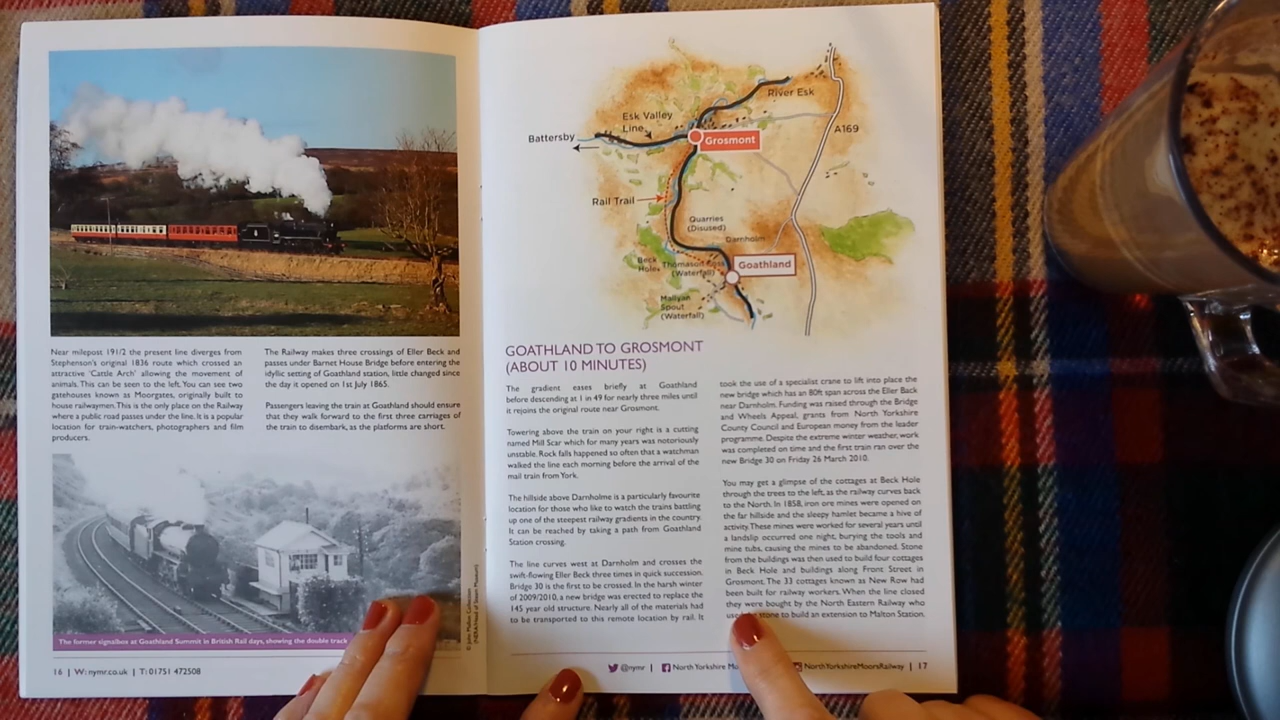 Near milepost 191/2 the present line diverges from
Stephenson's original 1836 route which crossed an
attractive 'Cattle Arch' allowing the movement of
animals. This can be seen to the left. You can see two
gatehouses known as Moorgates, originally built to
house railwaymen. This is the only place on the Railway
where a public road passes under the line. It is a popular
location for train-watchers, photographers and film
producers.
The Railway makes three crossings of Eller Beck and
passes under Barnet House Bridge before entering the
idyllic setting of Goathland station, little changed since
the day it opened on 1st July 1865.
Passengers leaving the train at Goathland should ensure
that they walk forward to the first three carriages of
the train to disembark, as the platforms are short.
The former signalbox at Goathland Summit in British Rail days, showing the double track
© John Mallon Collection
16 | W: nymr.co.uk | T: 01751 472508
River Esk
Esk Valley
Line
Battersby
Grosmont
A169
Rail Trail
Quarries
(Disused)
Darnholm
Beck
Hole
Thomason Foss
(Waterfall)
Goathland
Mallyan
Spout
(Waterfall)
GOATHLAND TO GROSMONT
(ABOUT 10 MINUTES)
The gradient eases briefly at Goathland
before descending at 1 in 49 for nearly three miles until
it rejoins the original route near Grosmont.
Towering above the train on your right is a cutting
named Mill Scar which for many years was notoriously
unstable. Rock falls happened so often that a watchman
walked the line each morning before the arrival of the
mail train from York.
The hillside above Darnholme is a particularly favourite
location for those who like to watch the trains battling
up one of the steepest railway gradients in the country.
It can be reached by taking a path from Goathland
Station crossing.
The line curves west at Darnholm and crosses the
swift-flowing Eller Beck three times in quick succession.
Bridge 30 is the first to be crossed. In the harsh winter
of 2009/2010, a new bridge was erected to replace the
145 year old structure. Nearly all of the materials had
to be transported to this remote location by rail. It
took the use of a specialist crane to lift into place the
new bridge which has an 80ft span across the Eller Back
near Darnholm. Funding was raised through the Bridge
and Wheels Appeal, grants from North Yorkshire
County Council and European money from the leader
programme. Despite the extreme winter weather, work
was completed on time and the first train ran over the
new Bridge 30 on Friday 26 March 2010.
You may get a glimpse of the cottages at Beck Hole
through the trees to the left, as the railway curves back
to the North. In 1858, iron ore mines were opened on
the far hillside and the sleepy hamlet became a hive of
activity. These mines were worked for several years until
a landslip occurred one night, burying the tools and
mine tubs, causing the mines to be abandoned. Stone
from the buildings was then used to build four cottages
in Beck Hole and buildings along Front Street in
Grosmont. The 33 cottages known as New Row had
been built for railway workers. When the line closed
they were bought by the North Eastern Railway who
stone to build an extension to Malton Station.
@nymr | North Yorkshire | NorthYorkshireMoorsRailway | 17